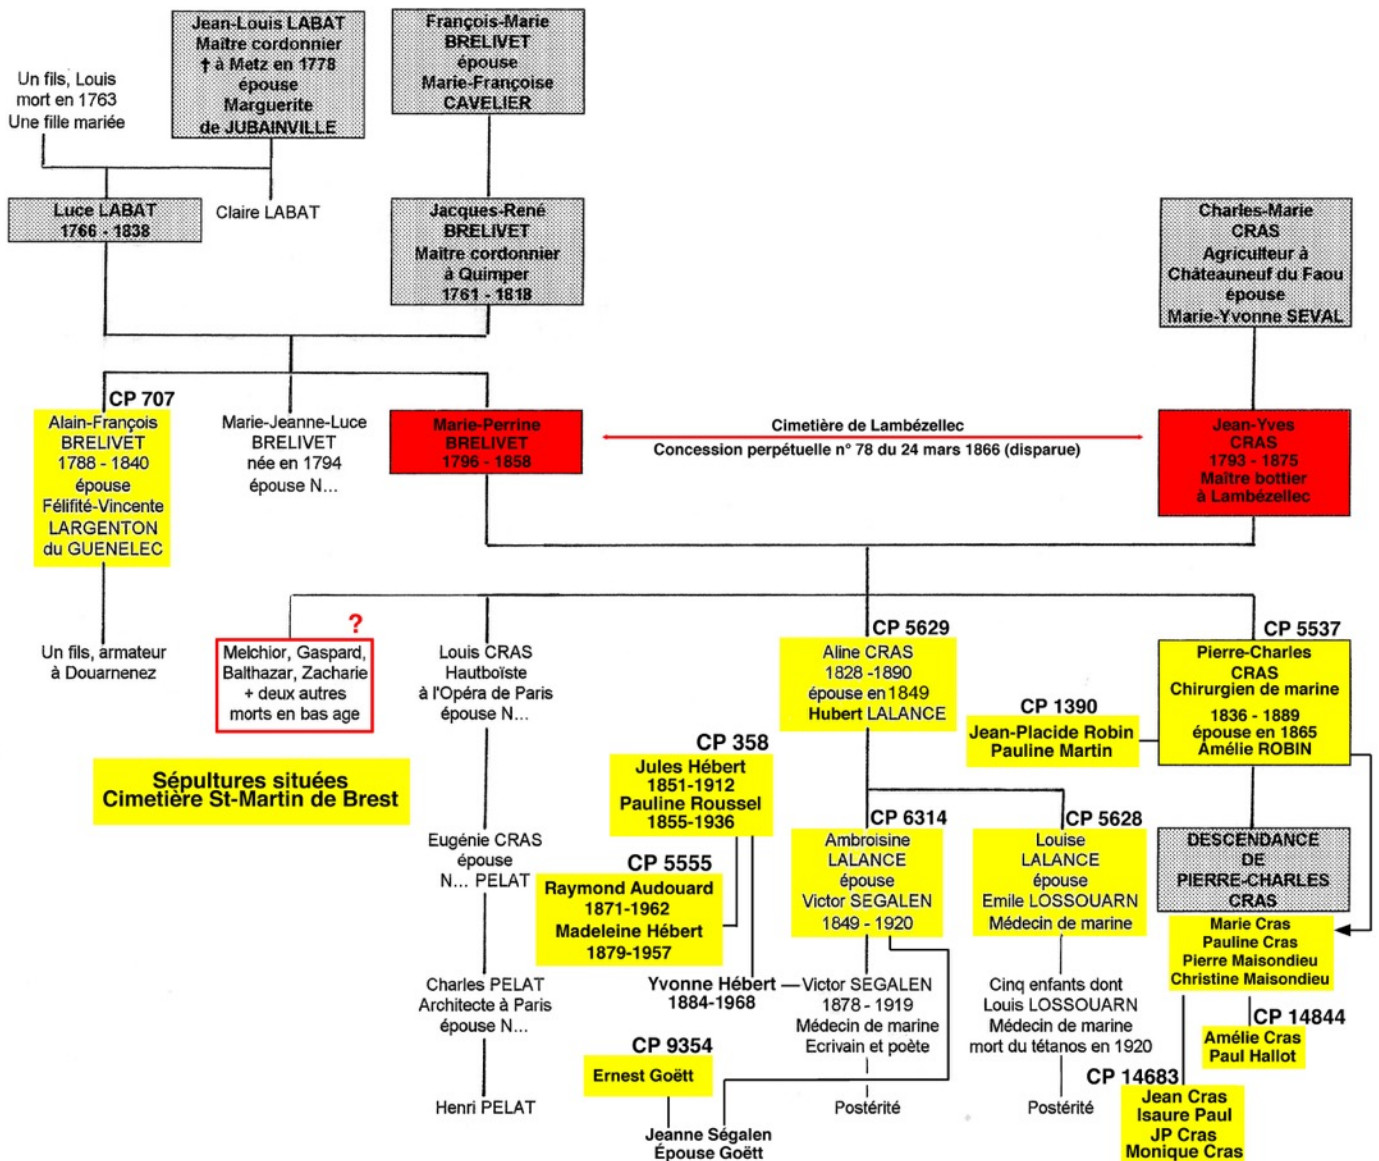 Jean-Louis LABAT
Maître cordonnier
† à Metz en 1778
épouse
Marguerite
de JUBAINVILLE
François-Marie
BRELIVET
épouse
Marie-Françoise
CAVELIER
Un fils, Louis
mort en 1763
Une fille mariée
Luce LABAT
1766 - 1838
Claire LABAT
Jacques-René
BRELIVET
Maître cordonnier
à Quimper
1761 - 1818
Charles-Marie
CRAS
Agriculteur à
Châteauneuf du Faou
épouse
Marie-Yvonne SEVAL
CP 707
Alain-François
BRELIVET
1788 - 1840
épouse
Félifité-Vincente
LARGENTON
du GUENELEC
Marie-Jeanne-Luce
BRELIVET
née en 1794
épouse N...
Marie-Perrine
BRELIVET
1796 - 1858
Cimetière de Lambézellec
Concession perpétuelle n° 78 du 24 mars 1866 (disparue)
Jean-Yves
CRAS
1793 - 1875
Maître bottier
à Lambézellec
Un fils, armateur
à Douarnenez
?
Melchior, Gaspard,
Balthazar, Zacharie
+ deux autres
morts en bas age
Louis CRAS
Hautboïste
à l'Opéra de Paris
épouse N...
CP 5629
Aline CRAS
1828 -1890
épouse en 1849
Hubert LALANCE
CP 5537
Pierre-Charles
CRAS
Chirurgien de marine
1836 - 1889
épouse en 1865
Amélie ROBIN
CP 1390
Jean-Placide Robin
Pauline Martin
Sépultures situées
Cimetière St-Martin de Brest
CP 358
Jules Hébert
1851-1912
Pauline Roussel
1855-1936
Eugénie CRAS
épouse
N... PELAT
CP 5555
Raymond Audouard
1871-1962
Madeleine Hébert
1879-1957
CP 6314
Ambroisine
LALANCE
épouse
Victor SEGALEN
1849 - 1920
CP 5628
Louise
LALANCE
épouse
Emile LOSSOUARN
Médecin de marine
DESCENDANCE
DE
PIERRE-CHARLES
CRAS
Marie Cras
Pauline Cras
Pierre Maisondieu
Christine Maisondieu
Charles PELAT
Architecte à Paris
épouse N...
Yvonne Hébert
1884-1968
Victor SEGALEN
1878 - 1919
Médecin de marine
Ecrivain et poète
Cinq enfants dont
Louis LOSSOUARN
Médecin de marine
mort du tétanos en 1920
CP 14844
Amélie Cras
Paul Hallot
CP 9354
Ernest Goëtt
CP 14683
Jean Cras
Isaure Paul
JP Cras
Monique Cras
Henri PELAT
Jeanne Ségalen
Épouse Goëtt
Postérité
Postérité